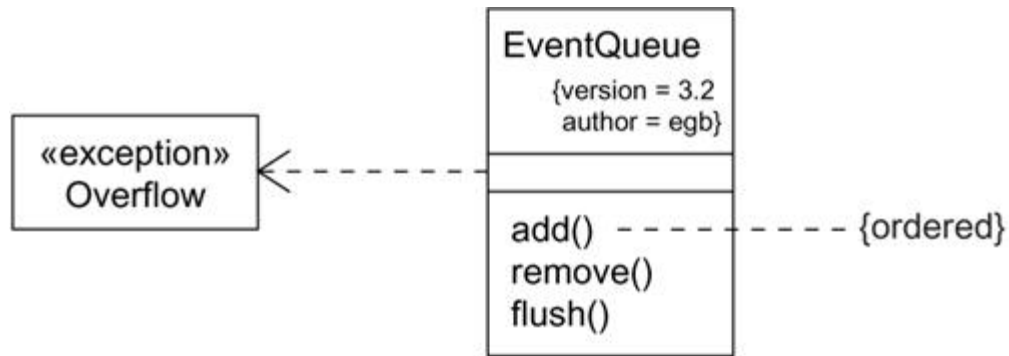 «exception»
Overflow
EventQueue
{version = 3.2
author = egb}
add()
{ordered}
remove()
flush()